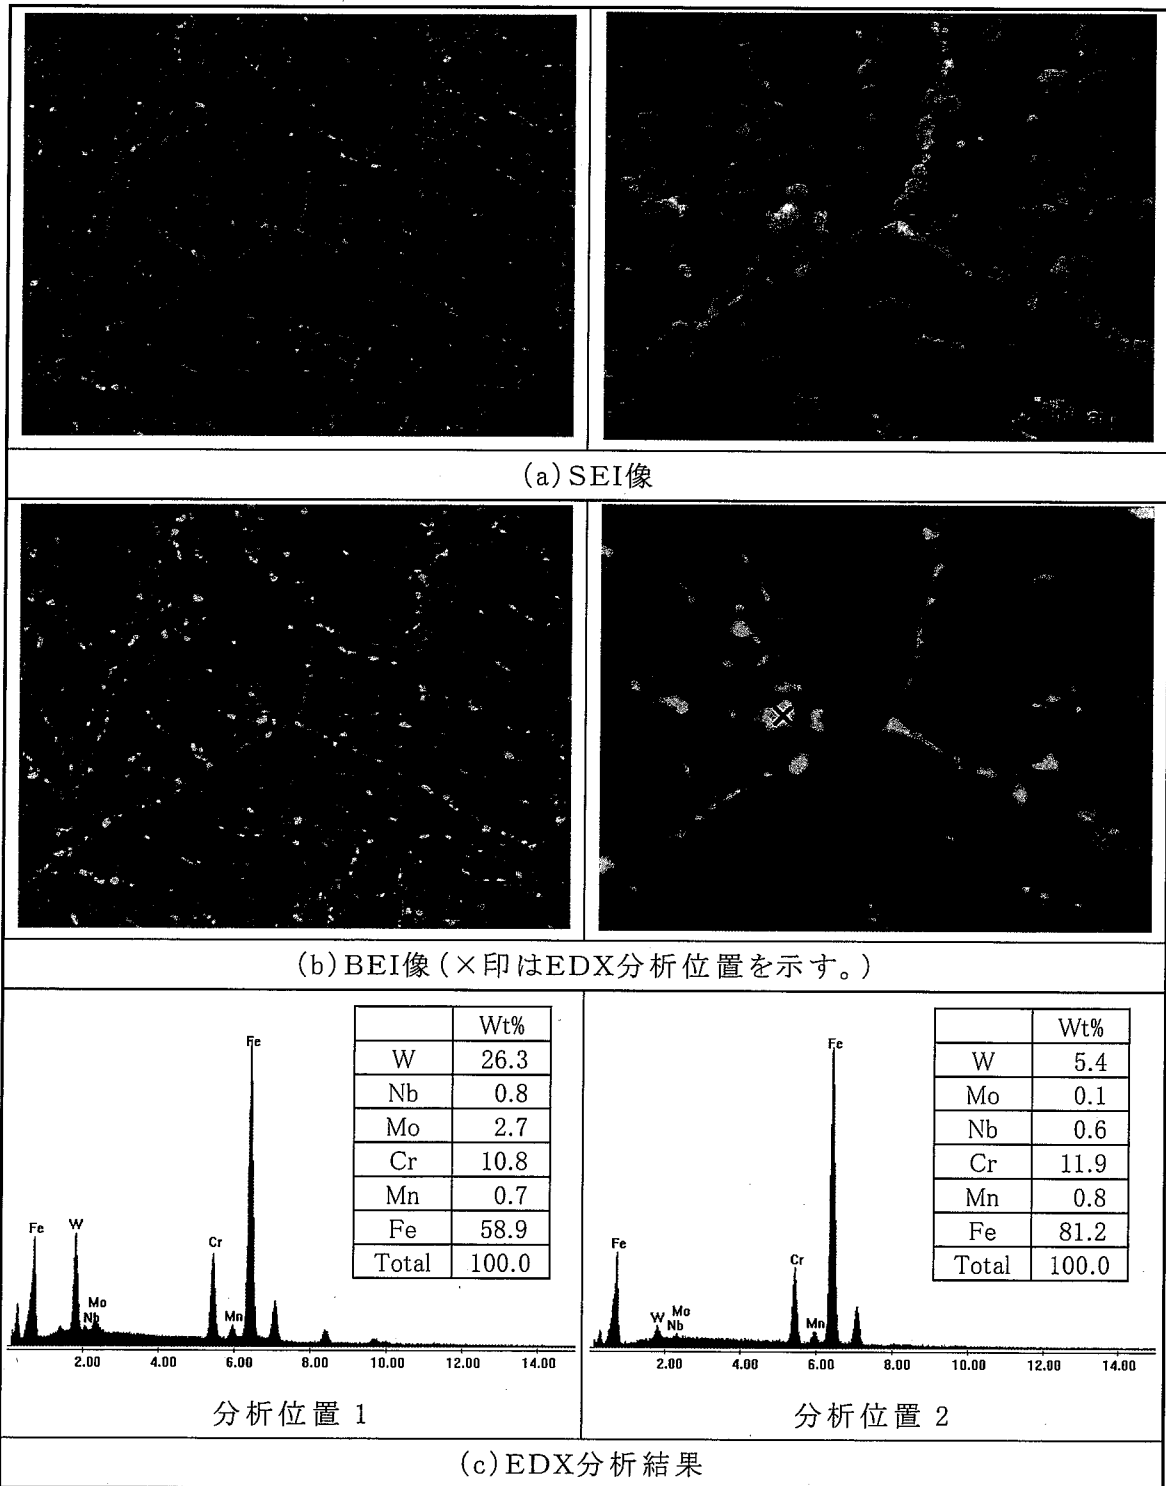 (a)SEI像
(b)BEI像(×印はEDX分析位置を示す。)
Wt%
W 26.3
Nb 0.8
Mo 2.7
Cr 10.8
Mn 0.7
Fe 58.9
Total 100.0
Fe
Fe
W
Mo
Nb
Cr
Mn
2.00 4.00 6.00 8.00 10.00 12.00 14.00
分析位置 1
Wt%
W 5.4
Mo 0.1
Nb 0.6
Cr 11.9
Mn 0.8
Fe 81.2
Total 100.0
Fe
Fe
W
Mo
Nb
Cr
Mn
2.00 4.00 6.00 8.00 10.00 12.00 14.00
分析位置 2
(c)EDX分析結果